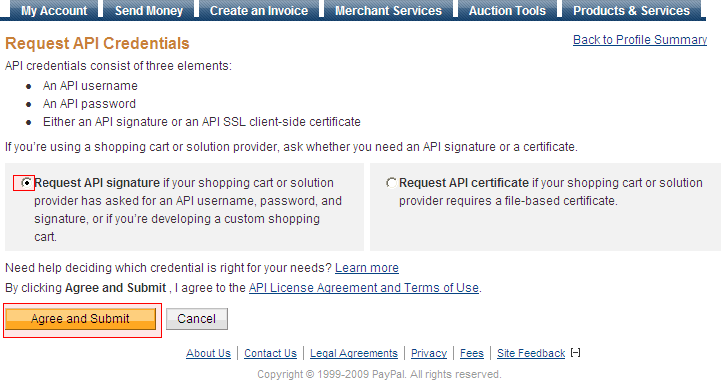 My Account Send Money Create an Invoice Merchant Services Auction Tools Products & Services
Request API Credentials
Back to Profile Summary
API credentials consist of three elements:
• An API username
• An API password
• Either an API signature or an API SSL client-side certificate
If you're using a shopping cart or solution provider, ask whether you need an API signature or a certificate.
Request API signature if your shopping cart or solution
provider has asked for an API username, password, and
signature, or if you're developing a custom shopping
cart.
Request API certificate if your shopping cart or solution
provider requires a file-based certificate.
Need help deciding which credential is right for your needs? Learn more
By clicking Agree and Submit , I agree to the API License Agreement and Terms of Use.
Agree and Submit Cancel
About Us | Contact Us | Legal Agreements | Privacy | Fees | Site Feedback [-]
Copyright © 1999-2009 PayPal. All rights reserved.